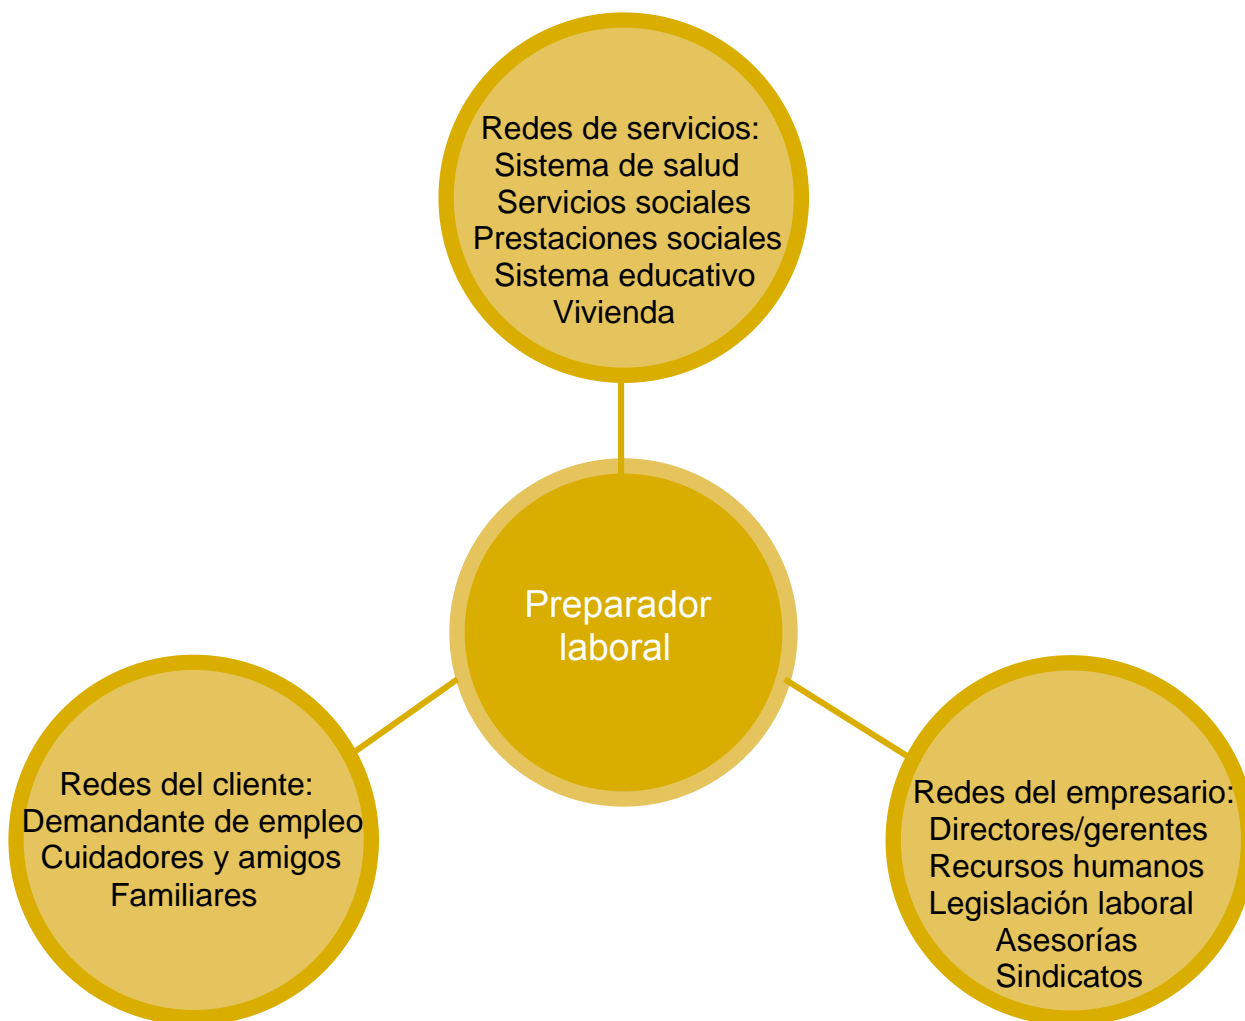 Redes de servicios:
Sistema de salud
Servicios sociales
Prestaciones sociales
Sistema educativo
Vivienda
Preparador
laboral
Redes del cliente:
Demandante de empleo
Cuidadores y amigos
Familiares
Redes del empresario:
Directores/gerentes
Recursos humanos
Legislación laboral
Asesorías
Sindicatos